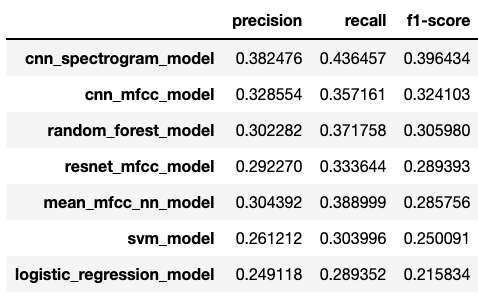 precision recall f1-score
cnn_spectrogram_model 0.382476 0.436457 0.396434
cnn_mfcc_model 0.328554 0.357161 0.324103
random_forest_model 0.302282 0.371758 0.305980
resnet_mfcc_model 0.292270 0.333644 0.289393
mean_mfcc_nn_model 0.304392 0.388999 0.285756
svm_model 0.261212 0.303996 0.250091
logistic_regression_model 0.249118 0.289352 0.215834